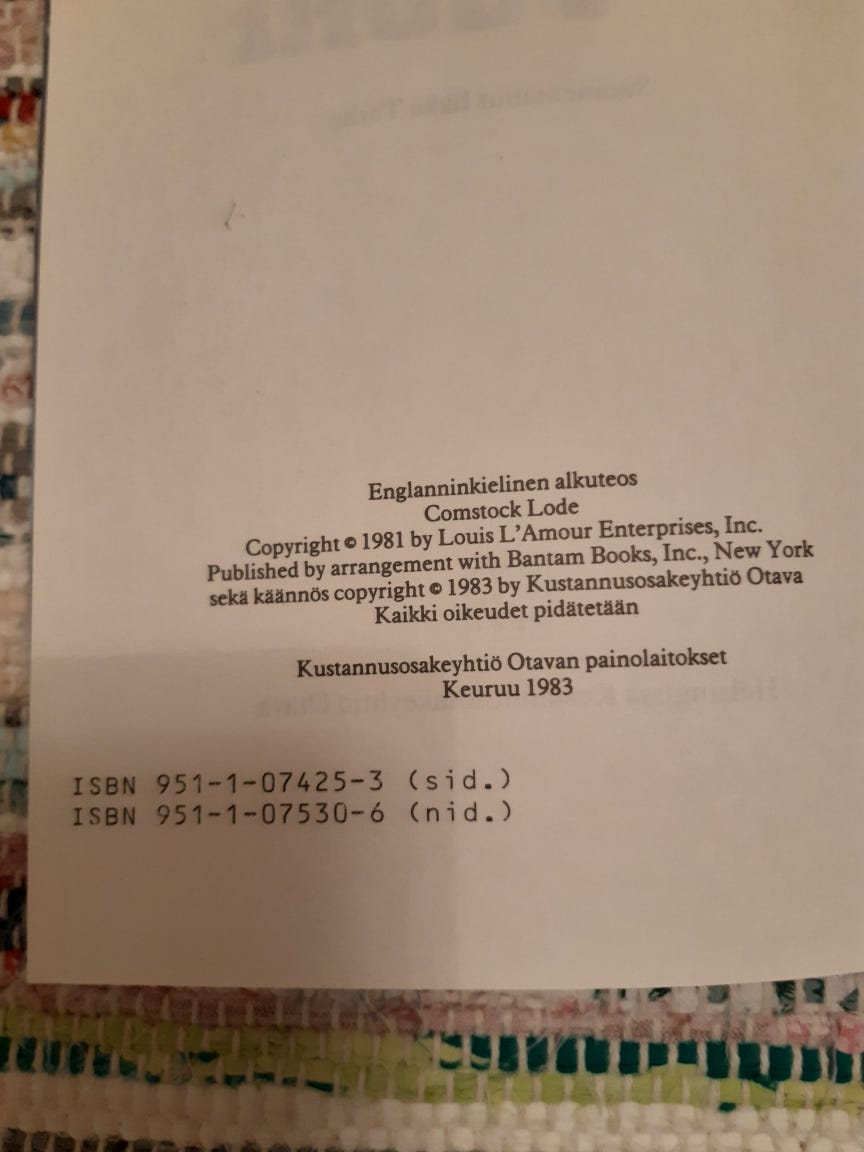 Englanninkielinen alkuteos
Comstock Lode
Copyright © 1981 by Louis L'Amour Enterprises, Inc.
Published by arrangement with Bantam Books, Inc., New York
sekä käännös copyright © 1983 by Kustannusosakeyhtiö Otava
Kaikki oikeudet pidätetään
Kustannusosakeyhtiö Otavan painolaitokset
Keuruu 1983
ISBN 951-1-07425-3 (sid.)
ISBN 951-1-07530-6 (nid.)